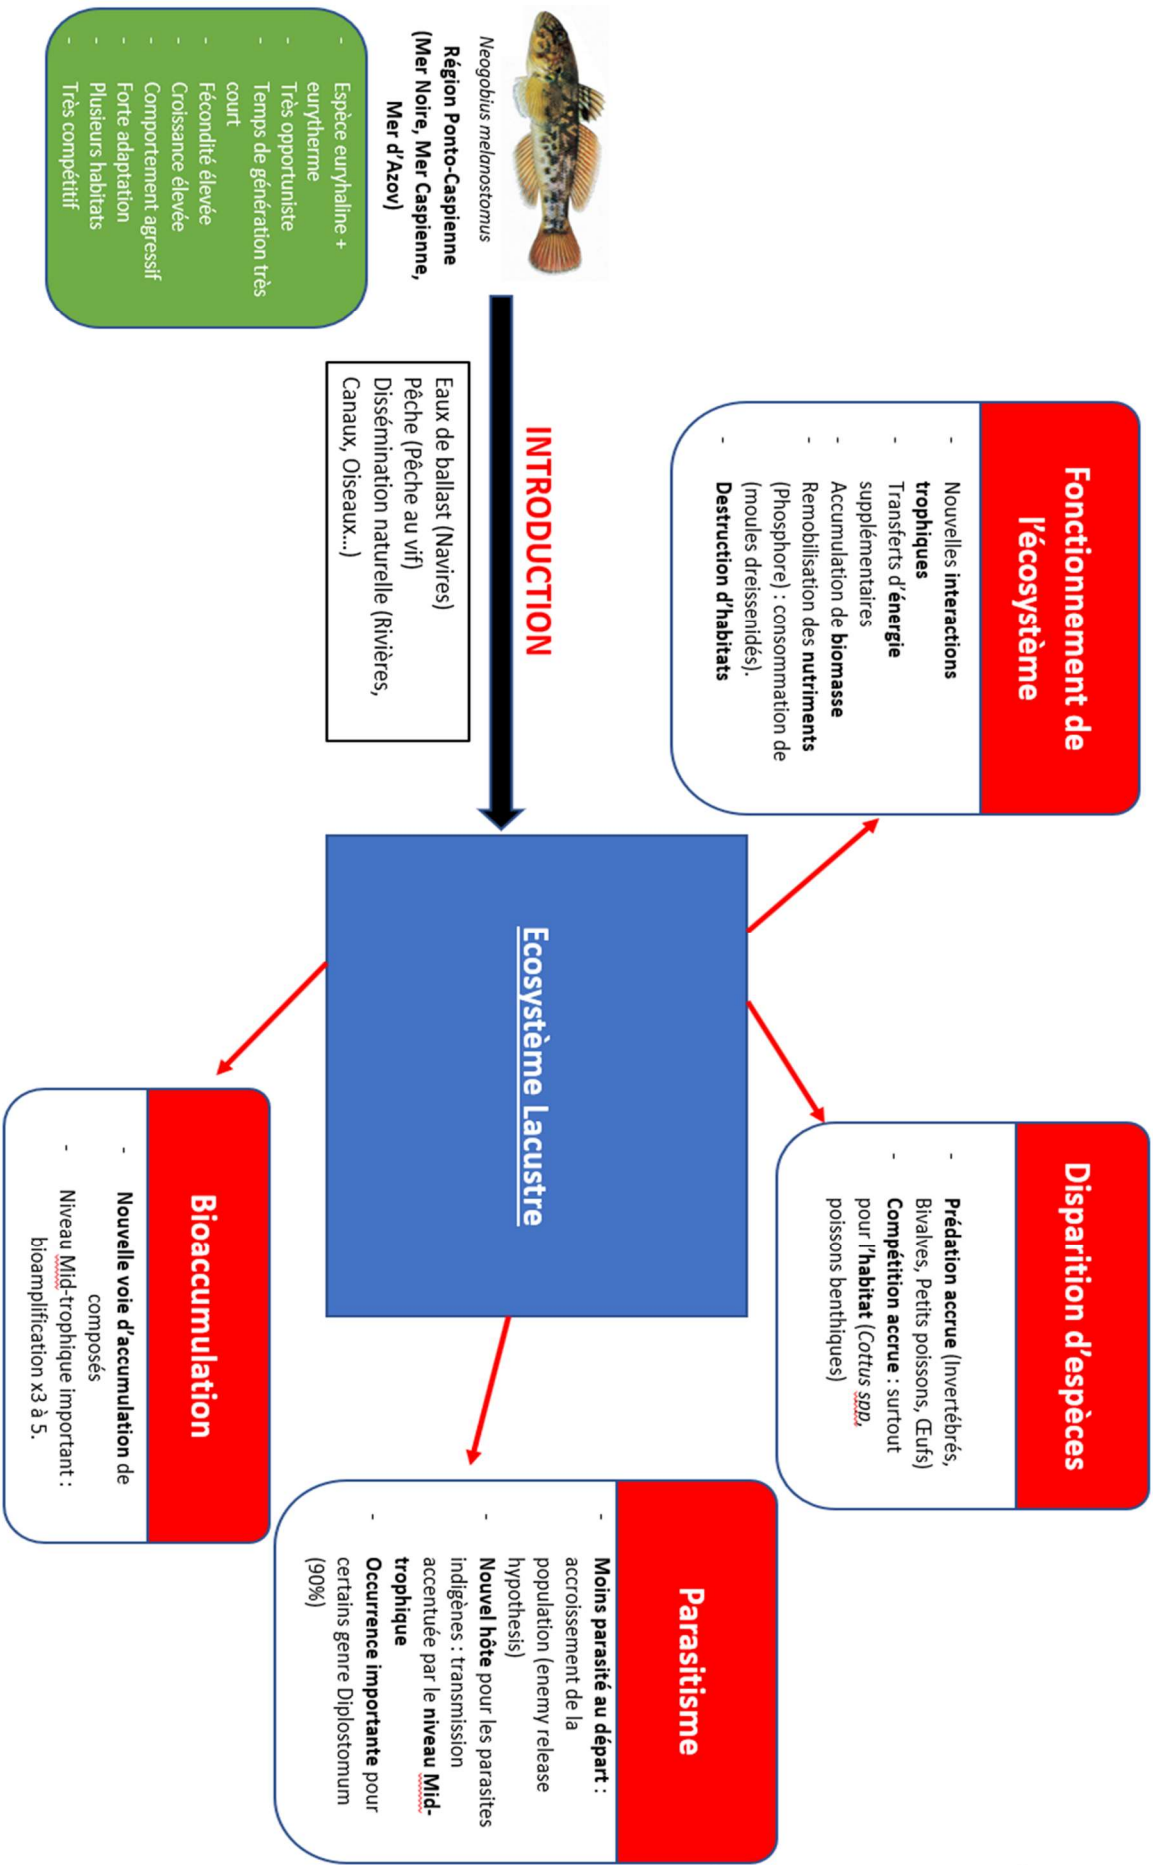 Neogobius melanostomus
Région Ponto-Caspienne
(Mer Noire, Mer Caspienne,
Mer d'Azov)
- Espèce euryhaline +
eurytherme
- Très opportuniste
- Temps de génération très
court
- Fécondité élevée
- Croissance élevée
- Comportement agressif
- Forte adaptation
- Plusieurs habitats
- Très compétitif
INTRODUCTION
Eaux de ballast (Navires)
Pêche (Pêche au vif)
Dissémination naturelle (Rivières,
Canaux, Oiseaux…)
Fonctionnement de
l'écosystème
- Nouvelles interactions
trophiques
- Transferts d'énergie
supplémentaires
- Accumulation de biomasse
- Remobilisation des nutriments
(Phosphore) : consommation de
(moules dreissenidés).
- Destruction d'habitats
Ecosystème Lacustre
Disparition d'espèces
- Prédation accrue (Invertébrés,
Bivalves, Petits poissons, Œufs)
- Compétition accrue : surtout
pour l'habitat (Cottus spp,
poissons benthiques)
Bioaccumulation
- Nouvelle voie d'accumulation de
composés
- Niveau Mid-trophique important :
bioamplification x3 à 5.
Parasitisme
- Moins parasité au départ :
accroissement de la
population (enemy release
hypothesis)
- Nouvel hôte pour les parasites
indigènes : transmission
accentuée par le niveau Mid-
trophique
- Occurrence importante pour
certains genre Diplostomum
(90%)